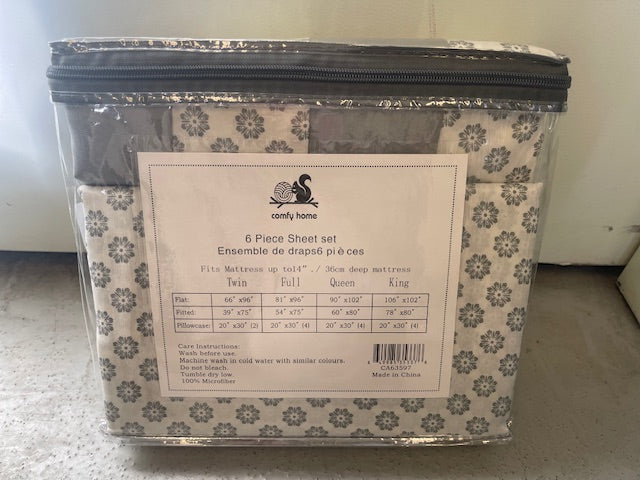 comfy home
6 Piece Sheet set
Ensemble de draps6 pièces
Fits Mattress up to14" ./ 36cm deep mattress
Twin Full Queen King
Flat: 66" x96" 81" x96" 90" x102" 106" x102"
Fitted: 39" x75" 54" x75" 60" x80" 78" x80"
Pillowcase: 20" x30" (2) 20" x30" (4) 20" x30" (4) 20" x30" (4)
Care Instructions:
Wash before use.
Machine wash in cold water with similar colours.
Do not bleach.
Tumble dry low.
100% Microfiber
CA63597
Made in China